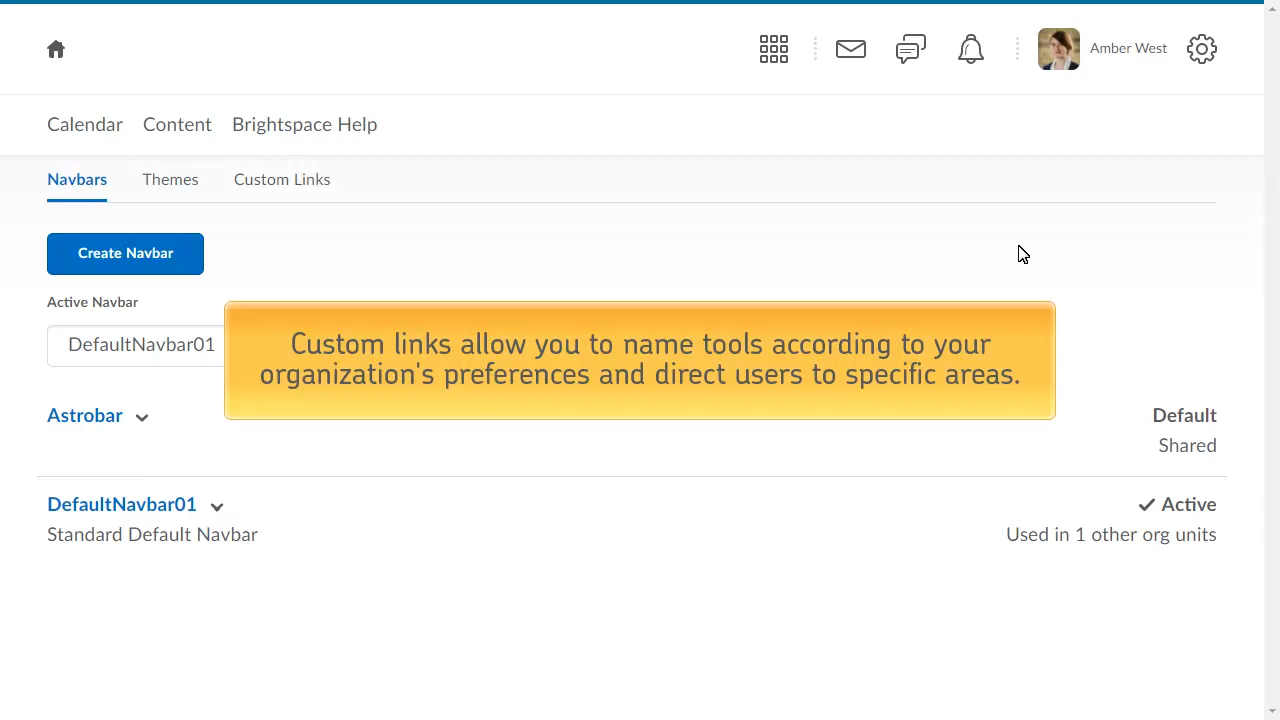 Amber West
Calendar Content Brightspace Help
Navbars Themes Custom Links
Create Navbar
Active Navbar
DefaultNavbar01
Custom links allow you to name tools according to your
organization's preferences and direct users to specific areas.
Astrobar Default
Shared
DefaultNavbar01 Active
Standard Default Navbar Used in 1 other org units